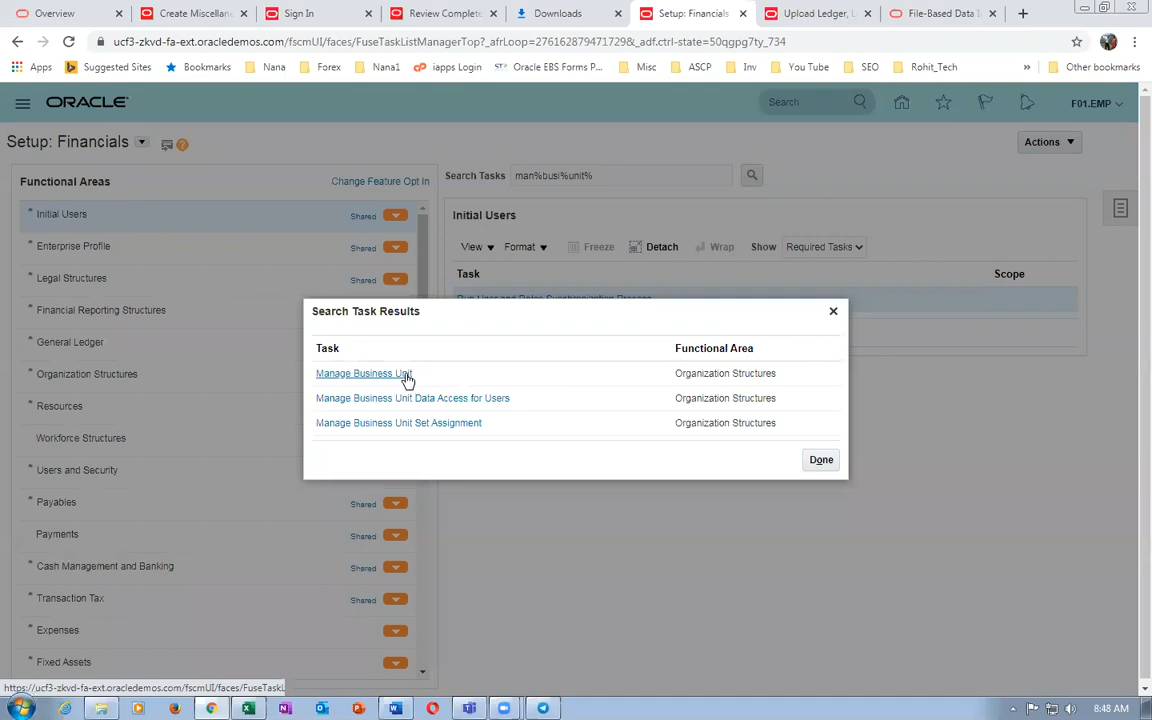 Overview
Create Miscellan
Sign In
Review Complete
Downloads
Setup: Financials
Upload Ledger, L
File-Based Data I
ucf3-zkvd-fa-ext.oracledemos.com/fscmUI/faces/FuseTaskListManagerTop?_afrLoop=276162879471729&_adf.ctrl-state=50qgpg7ty_734
Apps
Suggested Sites
Bookmarks
Nana
Forex
Nana1
iapps Login
Oracle EBS Forms P...
Misc
ASCP
Inv
You Tube
SEO
Rohit_Tech
»
Other bookmarks
ORACLE
Search
F01.EMP
Setup: Financials
Actions
Functional Areas
Change Feature Opt In
Search Tasks
man%busi%unit%
* Initial Users Shared
* Enterprise Profile Shared
* Legal Structures Shared
* Financial Reporting Structures
* General Ledger
* Organization Structures
* Resources
Workforce Structures
* Users and Security
* Payables Shared
Payments Shared
* Cash Management and Banking Shared
* Transaction Tax Shared
* Expenses
* Fixed Assets
Initial Users
View
Format
Freeze
Detach
Wrap
Show
Required Tasks
Task
Scope
Run User and Roles Synchronization Process
Search Task Results
Task
Functional Area
Manage Business Unit
Organization Structures
Manage Business Unit Data Access for Users
Organization Structures
Manage Business Unit Set Assignment
Organization Structures
Done
https://ucf3-zkvd-fa-ext.oracledemos.com/fscmUI/faces/FuseTaskL
8:48 AM